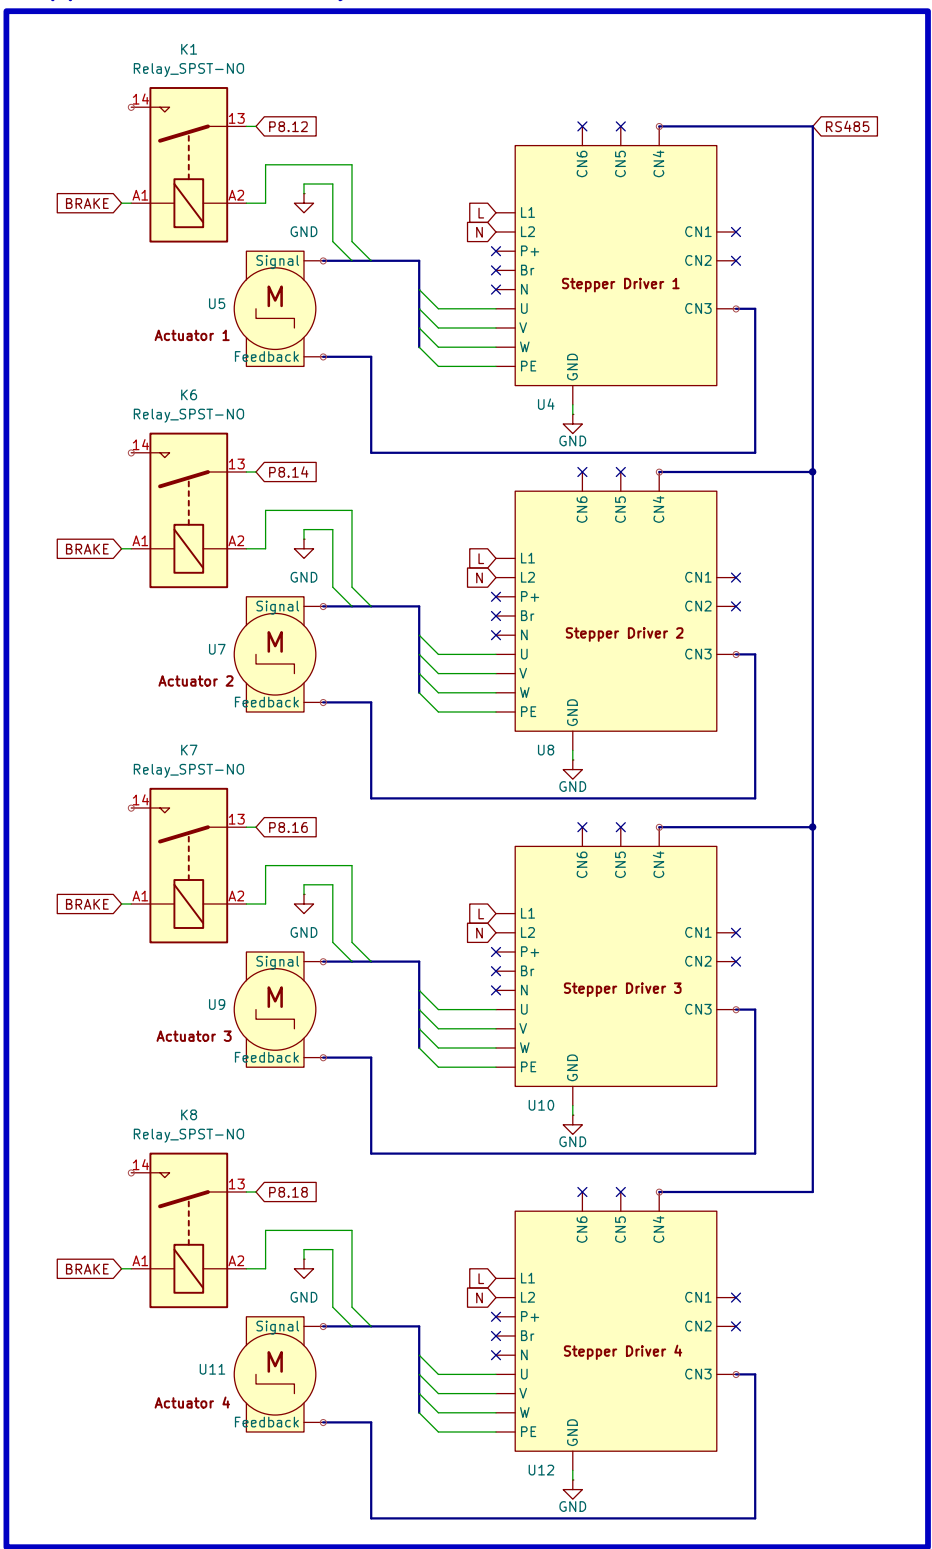 K1
Relay_SPST-NO
14
13
P8.12
RS485
CN6
CN5
CN4
BRAKE
A1
A2
GND
L
L1
N
L2
CN1
P+
Signal
CN2
Br
Stepper Driver 1
N
M
U5
U
CN3
Actuator 1
V
W
Feedback
PE
GND
U4
GND
K6
Relay_SPST-NO
14
13
P8.14
CN6
CN5
CN4
BRAKE
A1
A2
GND
L
L1
N
L2
CN1
P+
Signal
CN2
Br
Stepper Driver 2
N
M
U7
U
CN3
Actuator 2
V
W
Feedback
PE
GND
U8
GND
K7
Relay_SPST-NO
14
13
P8.16
CN6
CN5
CN4
BRAKE
A1
A2
GND
L
L1
N
L2
CN1
P+
Signal
CN2
Br
Stepper Driver 3
N
M
U9
U
CN3
Actuator 3
V
W
Feedback
PE
GND
U10
GND
K8
Relay_SPST-NO
14
13
P8.18
CN6
CN5
CN4
BRAKE
A1
A2
GND
L
L1
N
L2
CN1
P+
Signal
CN2
Br
Stepper Driver 4
N
M
U11
U
CN3
Actuator 4
V
W
Feedback
PE
GND
U12
GND